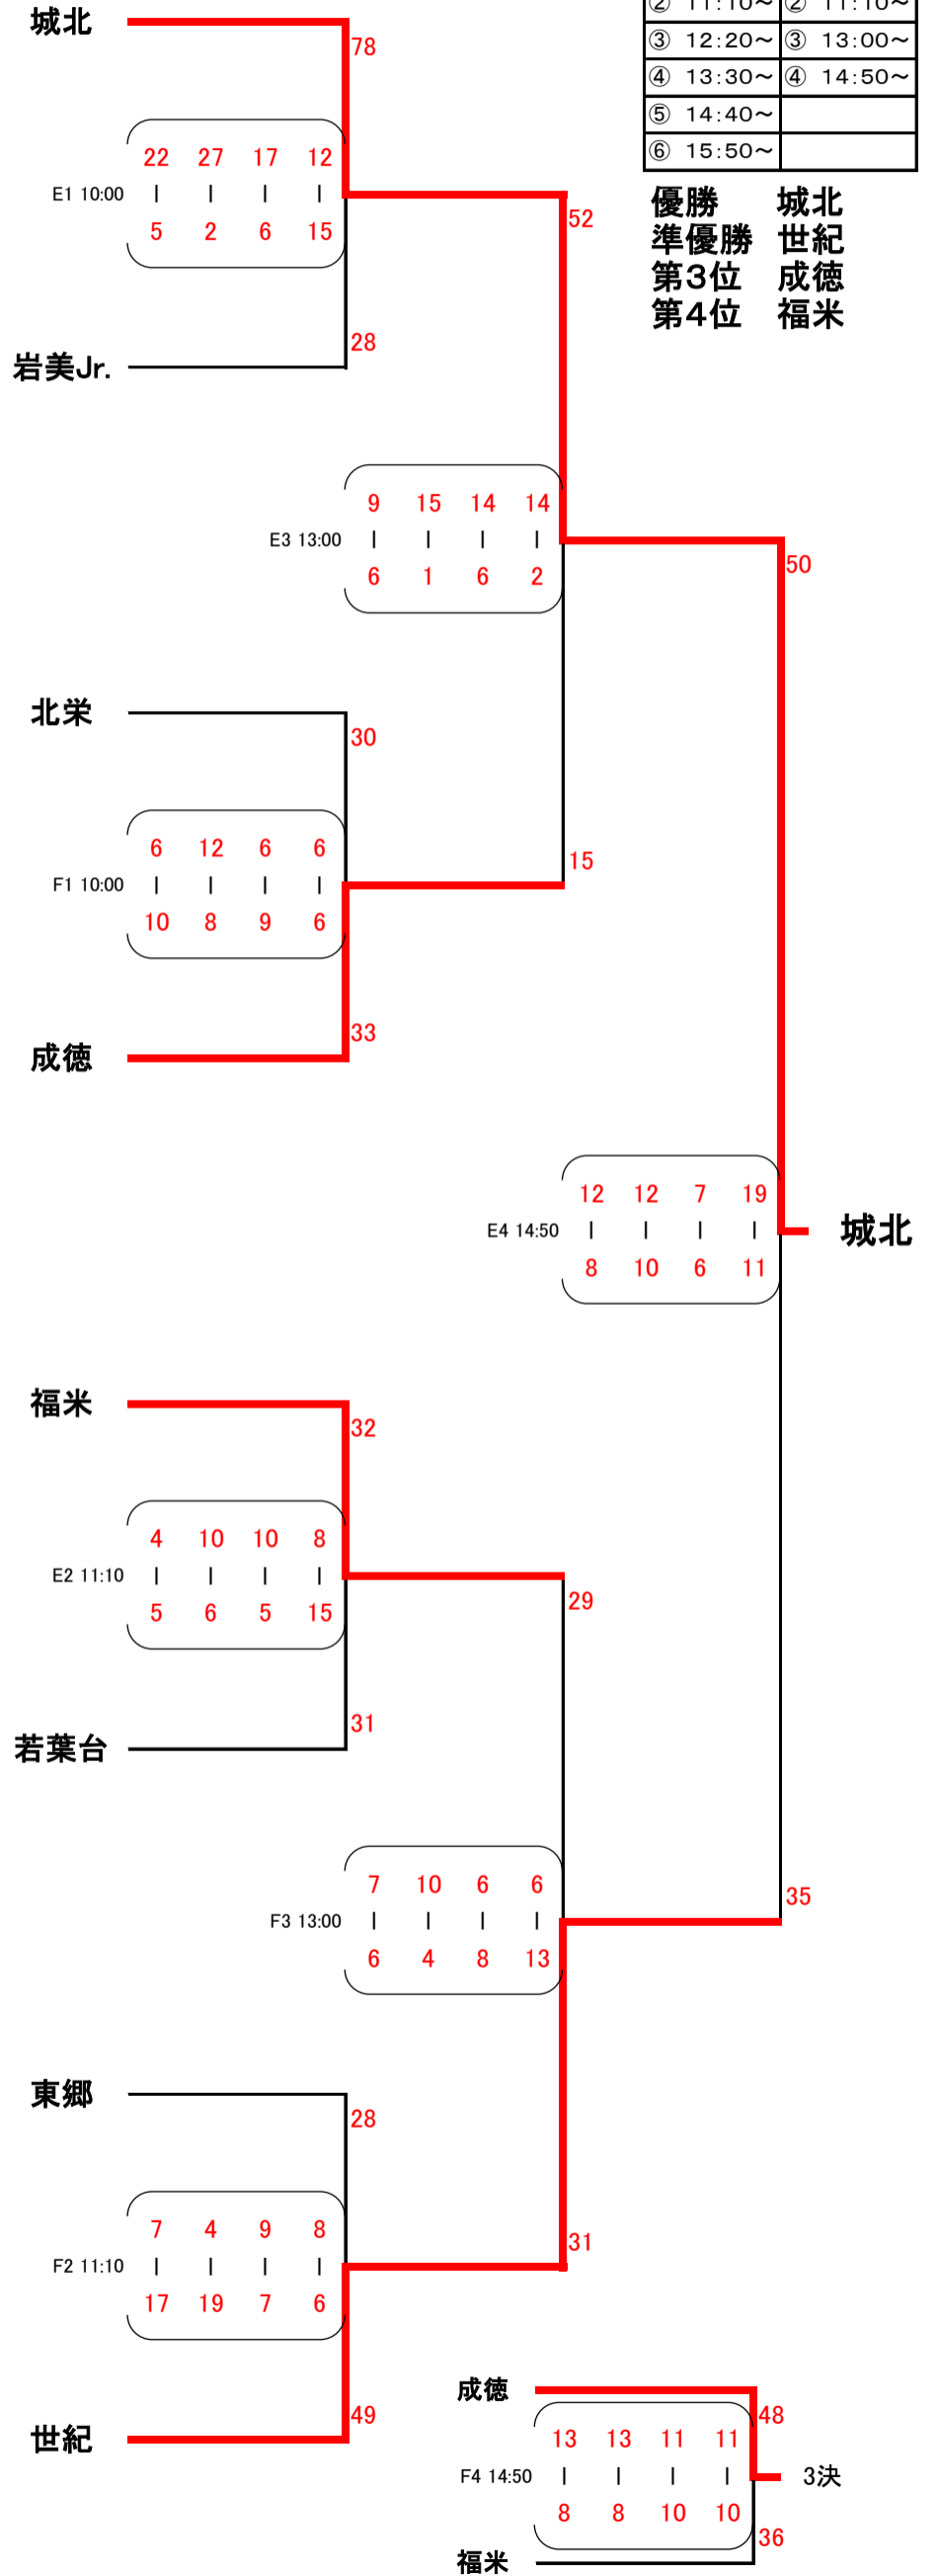 城北
78
② 11:10～ ② 11:10～
③ 12:20～ ③ 13:00～
④ 13:30～ ④ 14:50～
⑤ 14:40～
⑥ 15:50～
22 27 17 12
E1 10:00 | | | |
5 2 6 15
52
優勝 城北
準優勝 世紀
第3位 成徳
第4位 福米
28
岩美Jr.
9 15 14 14
E3 13:00 | | | |
6 1 6 2
50
北栄
30
6 12 6 6
F1 10:00 | | | |
10 8 9 6
15
33
成徳
12 12 7 19
E4 14:50 | | | |
8 10 6 11
城北
福米
32
4 10 10 8
E2 11:10 | | | |
5 6 5 15
29
31
若葉台
7 10 6 6
F3 13:00 | | | |
6 4 8 13
35
東郷
28
7 4 9 8
F2 11:10 | | | |
17 19 7 6
31
49
世紀
成徳
48
13 13 11 11
F4 14:50 | | | |
8 8 10 10
3決
36
福米